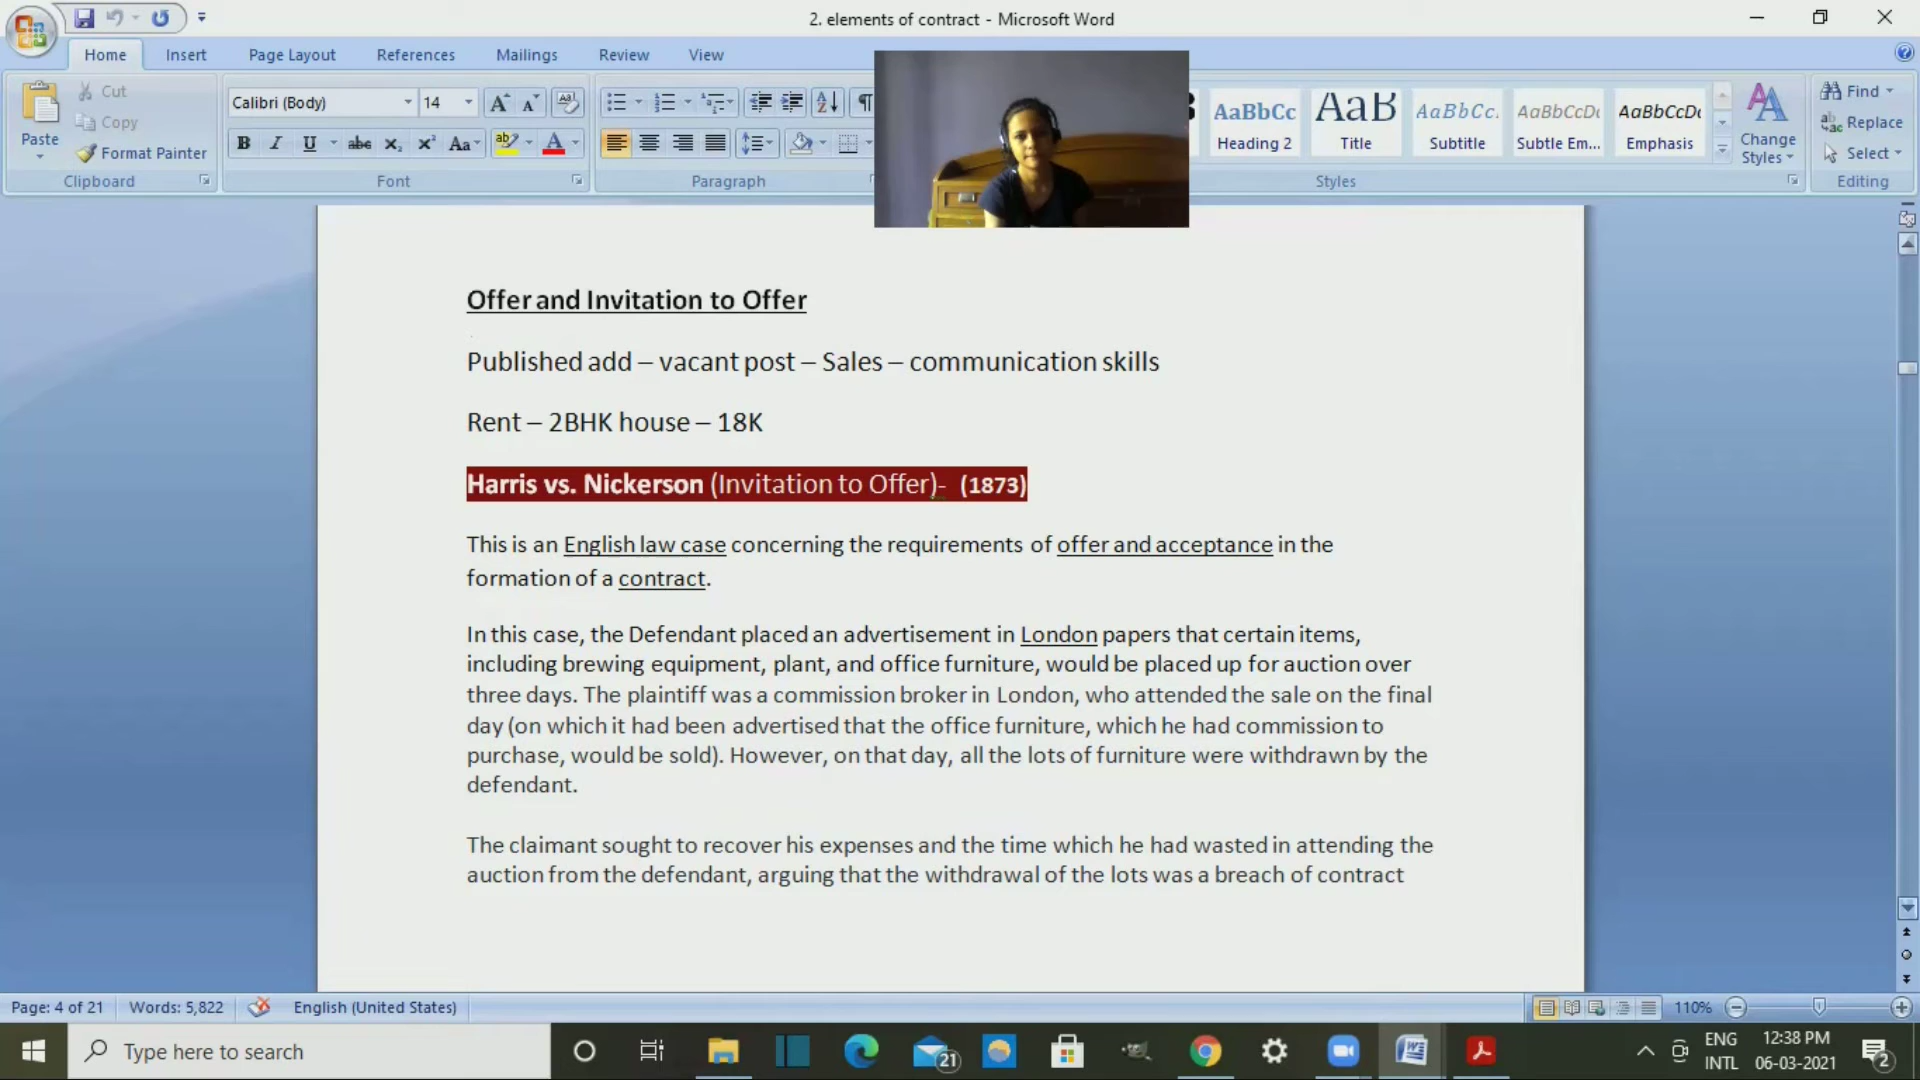 2. elements of contract - Microsoft Word
Home Insert Page Layout References Mailings Review View
Paste
Cut
Copy
Format Painter
Clipboard
Calibri (Body) 14
Font
Paragraph
AaBbCc AaB AaBbCc. AaBbCcDc AaBbCcDc
Heading 2 Title Subtitle Subtle Em... Emphasis
Change Styles
Styles
Find
Replace
Select
Editing
Offer and Invitation to Offer
Published add – vacant post – Sales – communication skills
Rent – 2BHK house – 18K
Harris vs. Nickerson (Invitation to Offer)- (1873)
This is an English law case concerning the requirements of offer and acceptance in the
formation of a contract.
In this case, the Defendant placed an advertisement in London papers that certain items,
including brewing equipment, plant, and office furniture, would be placed up for auction over
three days. The plaintiff was a commission broker in London, who attended the sale on the final
day (on which it had been advertised that the office furniture, which he had commission to
purchase, would be sold). However, on that day, all the lots of furniture were withdrawn by the
defendant.
The claimant sought to recover his expenses and the time which he had wasted in attending the
auction from the defendant, arguing that the withdrawal of the lots was a breach of contract
Page: 4 of 21 Words: 5,822 English (United States) 110%
Type here to search
21
ENG
INTL
12:38 PM
06-03-2021
2